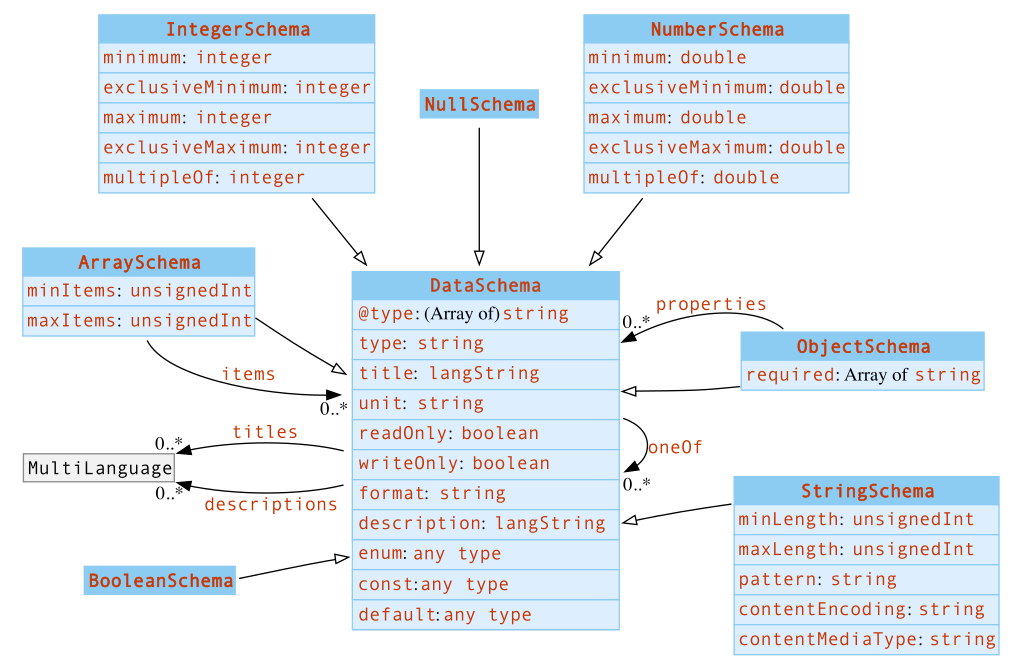 IntegerSchema
minimum: integer
exclusiveMinimum: integer
maximum: integer
exclusiveMaximum: integer
multipleOf: integer
NullSchema
NumberSchema
minimum: double
exclusiveMinimum: double
maximum: double
exclusiveMaximum: double
multipleOf: double
ArraySchema
minItems: unsignedInt
maxItems: unsignedInt
items
0..*
DataSchema
@type: (Array of) string
type: string
title: langString
unit: string
readOnly: boolean
writeOnly: boolean
format: string
description: langString
enum: any type
const:any type
default:any type
properties
0..*
ObjectSchema
required: Array of string
oneOf
0..*
titles
0..*
MultiLanguage
0..*
descriptions
BooleanSchema
StringSchema
minLength: unsignedInt
maxLength: unsignedInt
pattern: string
contentEncoding: string
contentMediaType: string